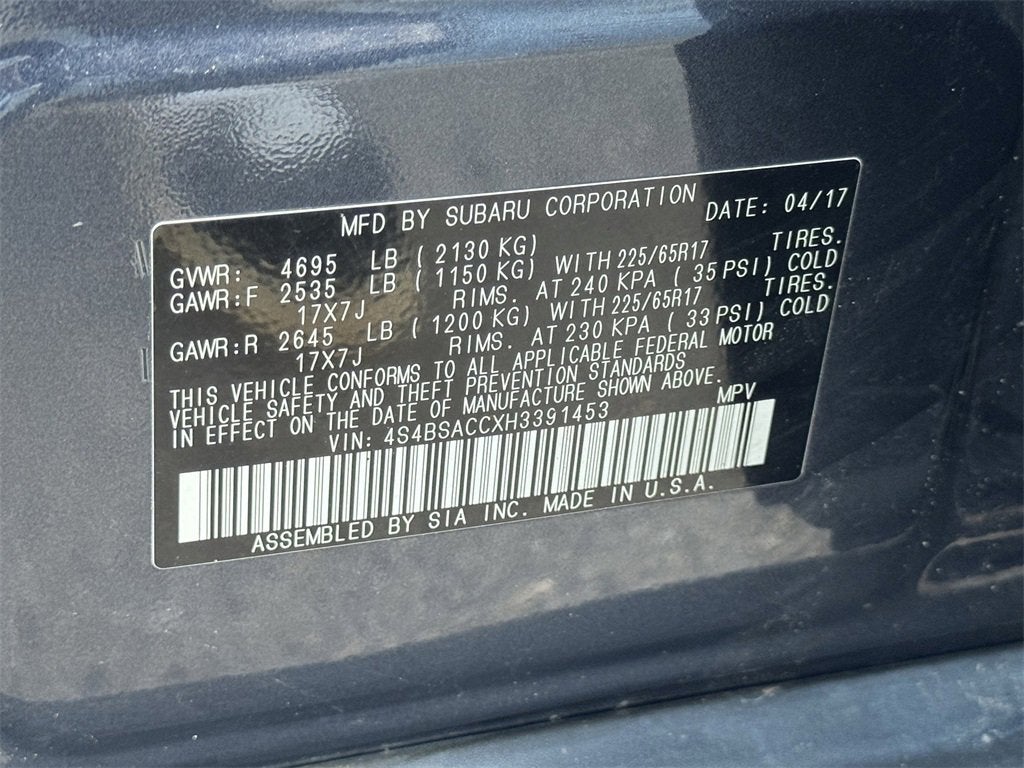 MFD BY SUBARU CORPORATION DATE: 04/17
GVWR: 4695 LB ( 2130 KG)
GAWR:F 2535 LB ( 1150 KG) WITH 225/65R17 TIRES.
17X7J RIMS. AT 240 KPA ( 35 PSI) COLD
GAWR:R 2645 LB ( 1200 KG) WITH 225/65R17 TIRES.
17X7J RIMS. AT 230 KPA ( 33 PSI) COLD
THIS VEHICLE CONFORMS TO ALL APPLICABLE FEDERAL MOTOR
VEHICLE SAFETY AND THEFT PREVENTION STANDARDS
IN EFFECT ON THE DATE OF MANUFACTURE SHOWN ABOVE.
VIN: 4S4BSACCXH3391453 MPV
ASSEMBLED BY SIA INC. MADE IN U.S.A.